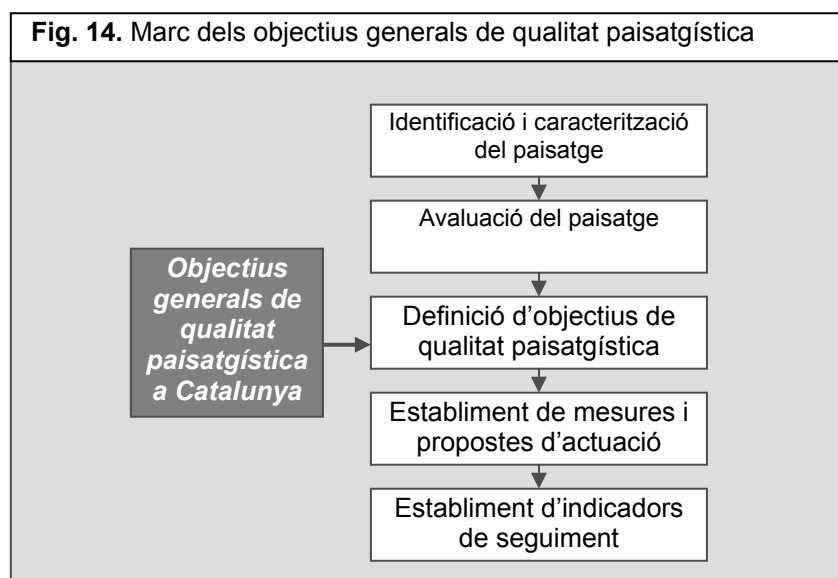 Fig. 14. Marc dels objectius generals de qualitat paisatgística
Identificació i caracterització
del paisatge
Avaluació del paisatge
Objectius
generals de
qualitat
paisatgística
a Catalunya
Definició d'objectius de
qualitat paisatgística
Establiment de mesures i
propostes d'actuació
Establiment d'indicadors
de seguiment